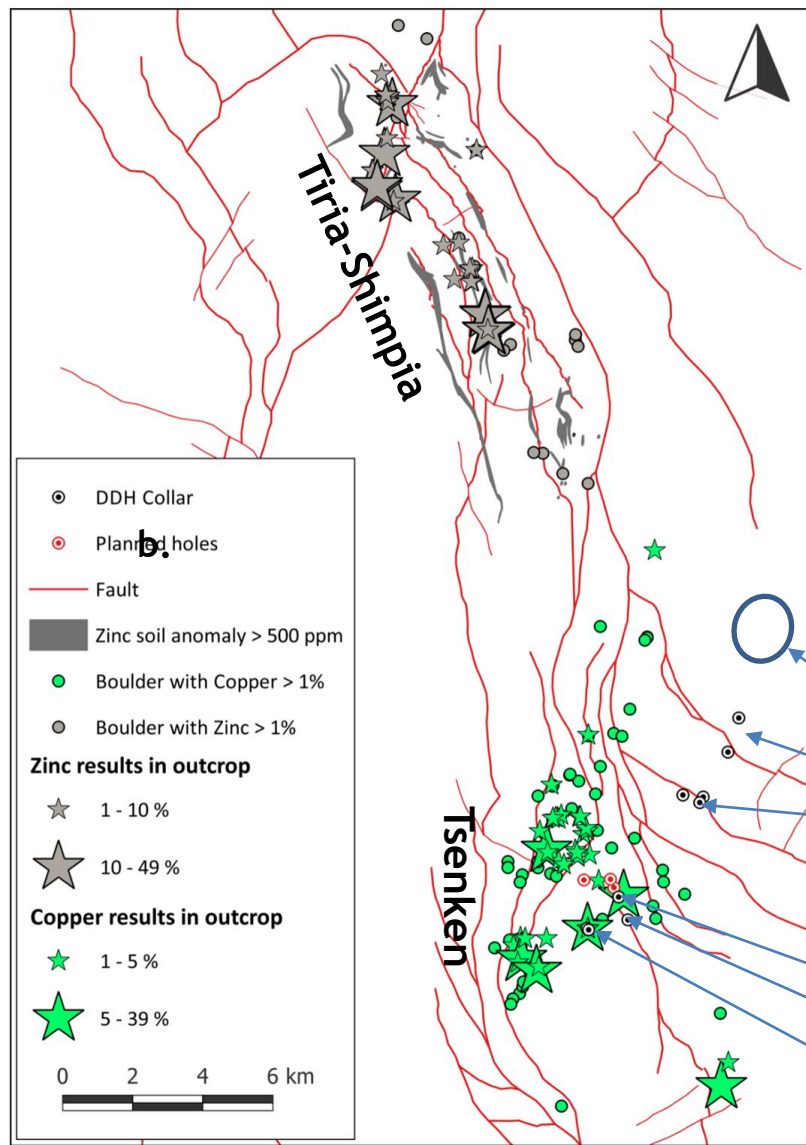 Tiria-Shimpia
DDH Collar
b.
Planned holes
Fault
Zinc soil anomaly > 500 ppm
Boulder with Copper > 1%
Boulder with Zinc > 1%
Zinc results in outcrop
1 - 10 %
10 - 49 %
Copper results in outcrop
1 - 5 %
5 - 39 %
0 2 4 6 km
Tsenken